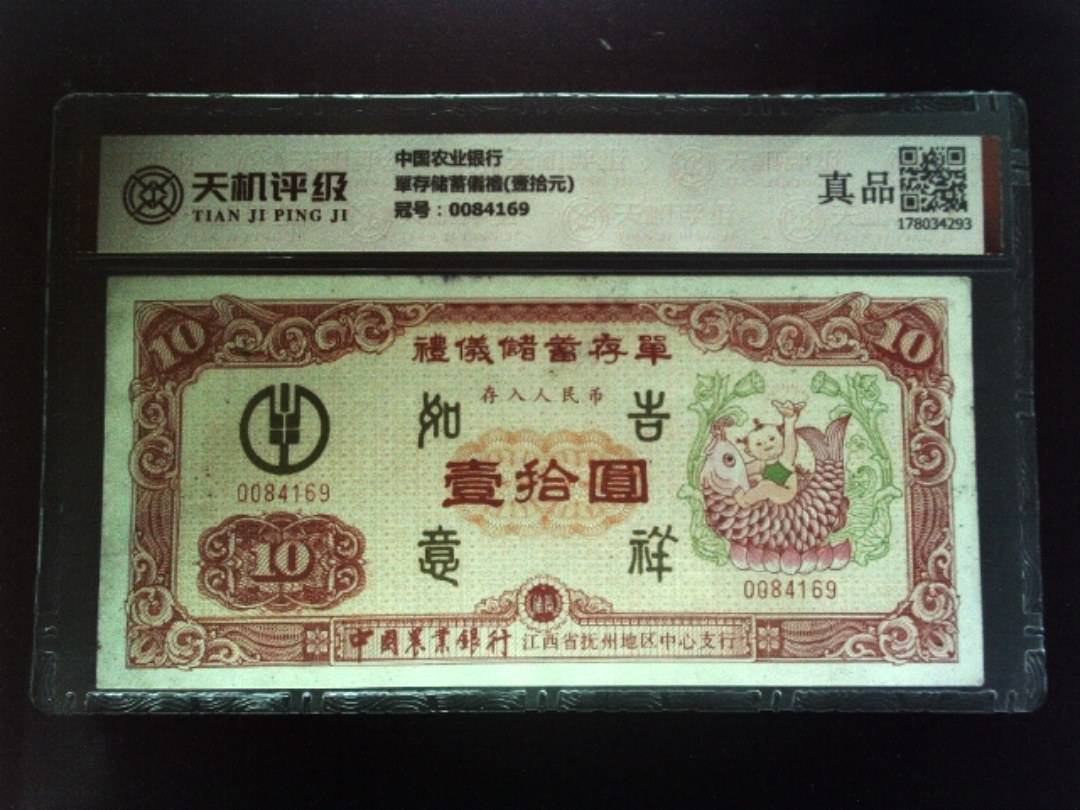 天机评级
TIAN JI PING JI
中国农业银行
單存储蓄儀禮(壹拾元)
冠号：0084169
真品
178034293
10
10
禮儀儲蓄存單
存入人民币
吉祥
如意
壹拾圓
0084169
10
0084169
中國農業銀行 江西省抚州地区中心支行